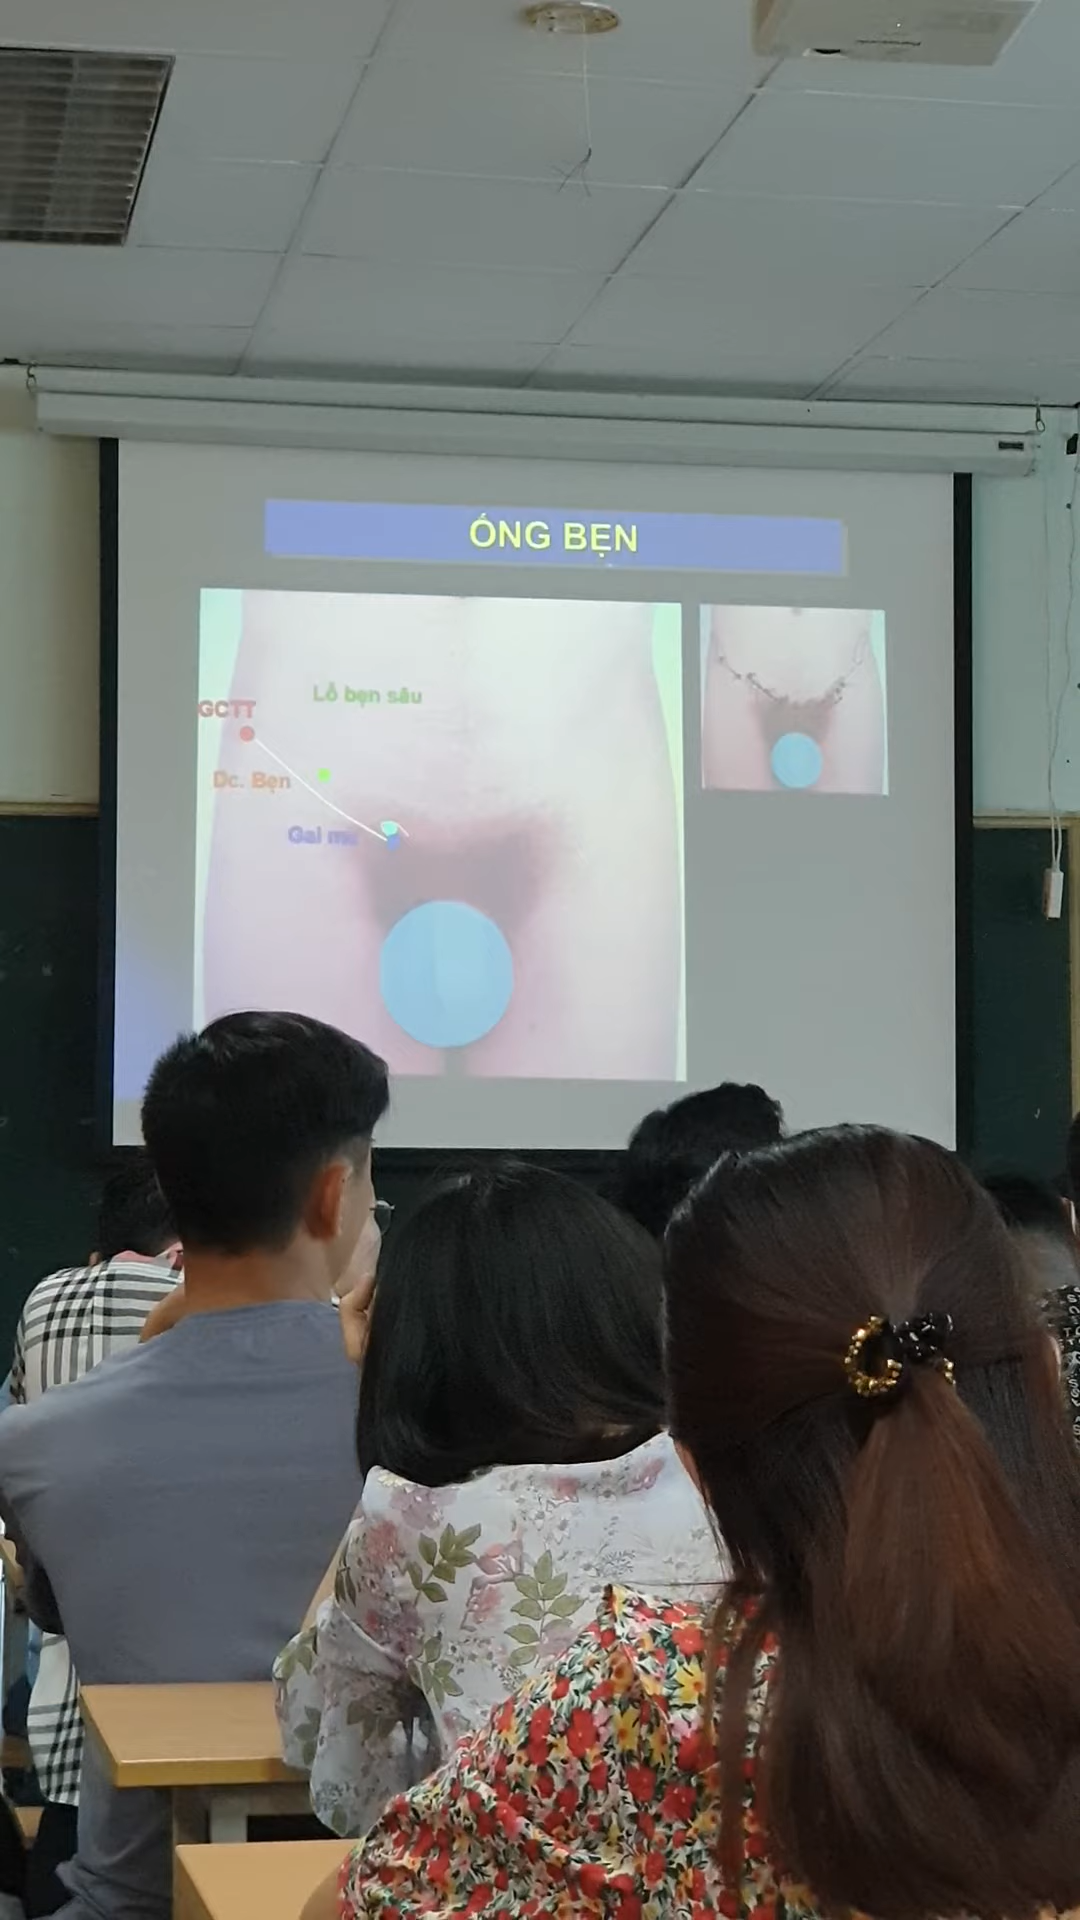 ỐNG BẸN
Lỗ bẹn sâu
GCTT
Dc. Bẹn
Gai mu